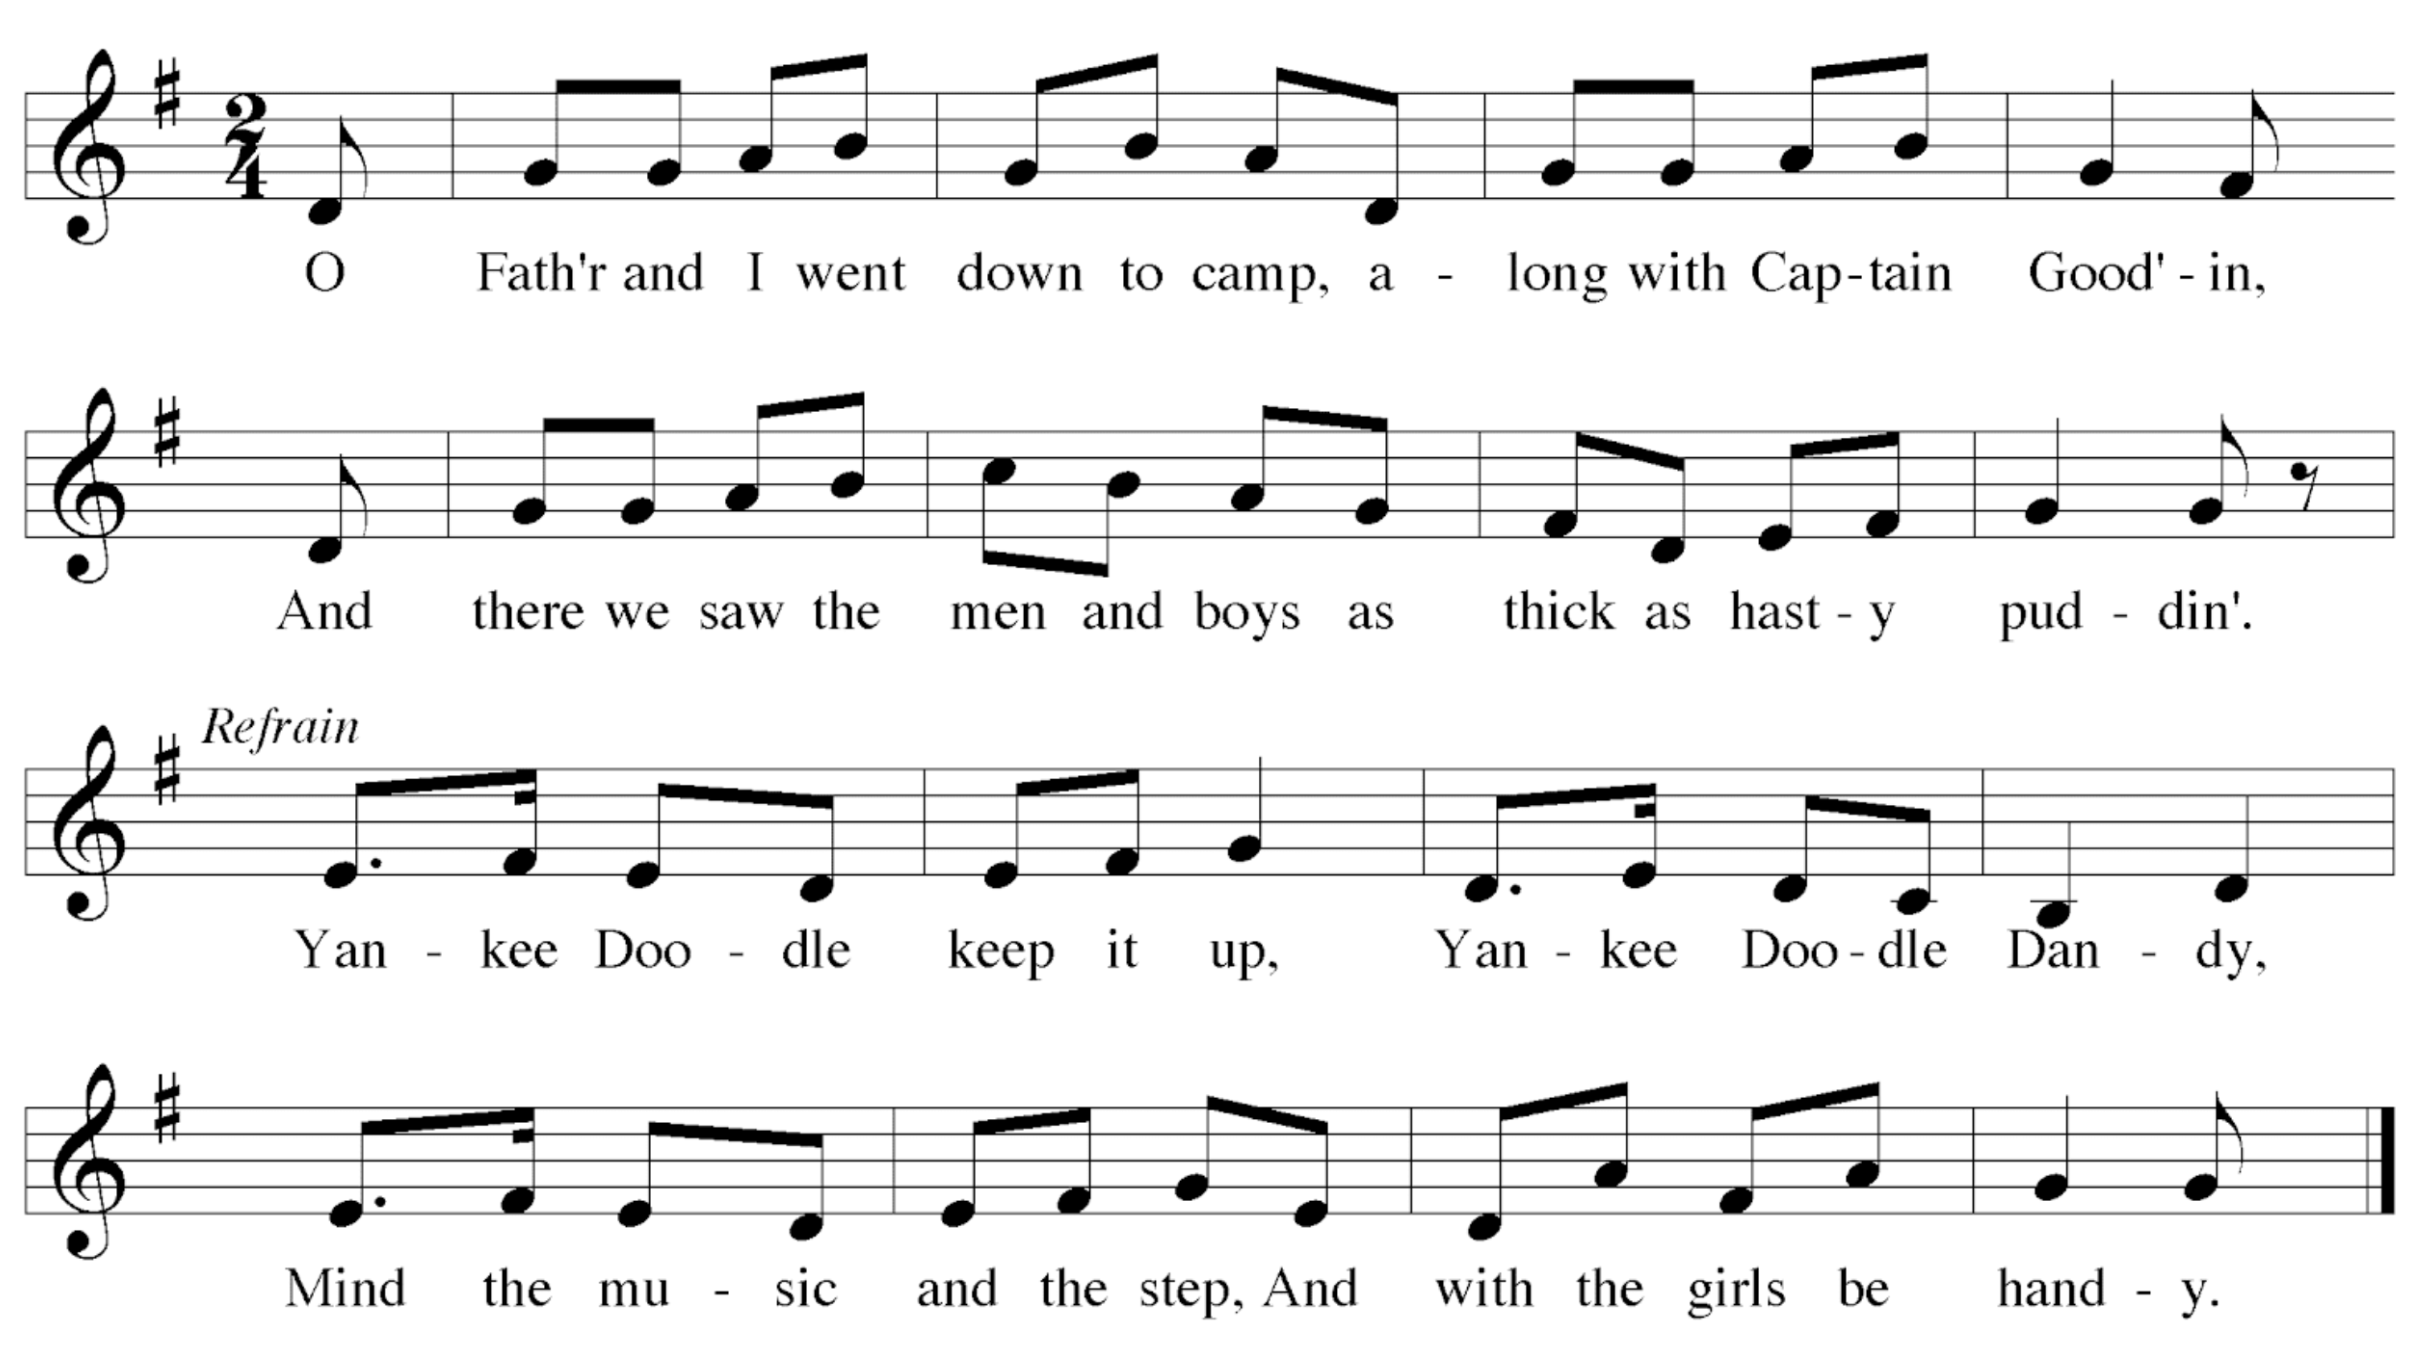 2
4
O Fath'r and I went down to camp, a - long with Cap-tain Good'-in,
And there we saw the men and boys as thick as hast-y pud - din'.
Refrain
Yan - kee Doo - dle keep it up, Yan - kee Doo-dle Dan - dy,
Mind the mu - sic and the step, And with the girls be hand - y.